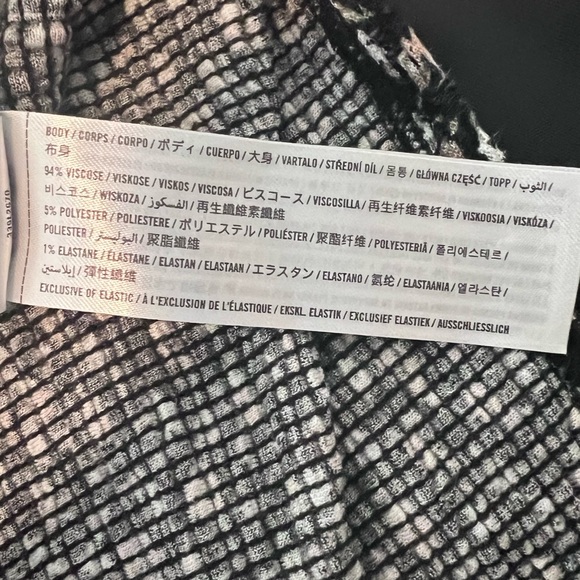 BODY / CORPS / CORPO / ボディ / CUERPO / 大身 / VARTALO / STŘEDNÍ DÍL / 몸통 / GŁÓWNA CZĘŚĆ / TOPP / الثوب /
布身
94% VISCOSE / VISKOSE / VISKOS / VISCOSA / ビスコース / VISCOSILLA / 再生纤维素纤维 / VISKOOSIA / VISKÓZA /
비스코스 / WISKOZA / الفسكوز / 再生纖維素纖維
5% POLYESTER / POLIESTERE / ポリエステル / POLIÉSTER / 聚酯纤维 / POLYESTERIÄ / 폴리에스테르 /
POLIESTER / البوليستر / 聚脂纖維
1% ELASTANE / ÉLASTANE / ELASTAN / ELASTAAN / エラスタン / ELASTANO / 氨纶 / ELASTAANIA / 엘라스탄 /
إيلاستين / 彈性纖維
EXCLUSIVE OF ELASTIC / À L'EXCLUSION DE L'ÉLASTIQUE / EKSKL. ELASTIK / EXCLUSIEF ELASTIEK / AUSSCHLIESSLICH